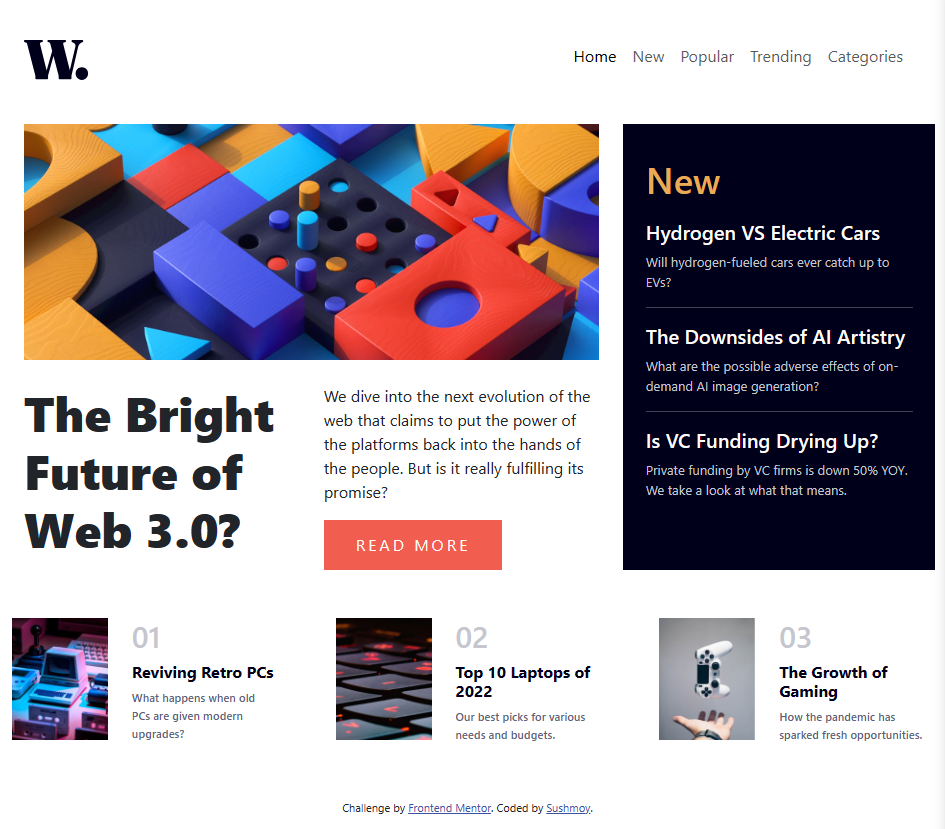 W.
Home New Popular Trending Categories
The Bright
Future of
Web 3.0?
We dive into the next evolution of the
web that claims to put the power of
the platforms back into the hands of
the people. But is it really fulfilling its
promise?
READ MORE
New
Hydrogen VS Electric Cars
Will hydrogen-fueled cars ever catch up to
EVs?
The Downsides of AI Artistry
What are the possible adverse effects of on-
demand AI image generation?
Is VC Funding Drying Up?
Private funding by VC firms is down 50% YOY.
We take a look at what that means.
01
Reviving Retro PCs
What happens when old
PCs are given modern
upgrades?
02
Top 10 Laptops of
2022
Our best picks for various
needs and budgets.
03
The Growth of
Gaming
How the pandemic has
sparked fresh opportunities.
Challenge by Frontend Mentor. Coded by Sushmoy.